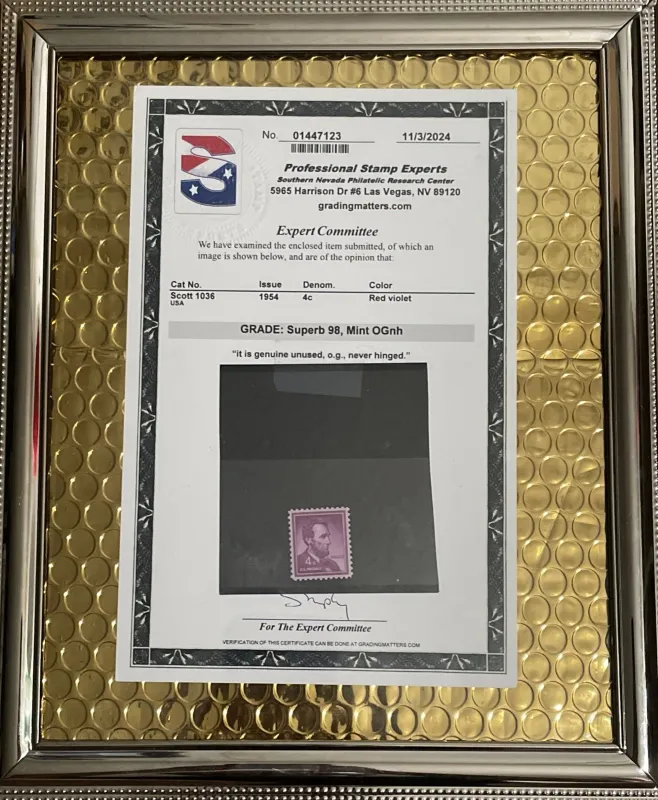 No. 01447123 11/3/2024
Professional Stamp Experts
Southern Nevada Philatelic Research Center
5965 Harrison Dr #6 Las Vegas, NV 89120
gradingmatters.com
Expert Committee
We have examined the enclosed item submitted, of which an
image is shown below, and are of the opinion that:
Cat No. Issue Denom. Color
Scott 1036 1954 4c Red violet
USA
GRADE: Superb 98, Mint OGnh
"it is genuine unused, o.g., never hinged."
4¢
U.S. POSTAGE
For The Expert Committee
VERIFICATION OF THIS CERTIFICATE CAN BE DONE AT GRADINGMATTERS.COM